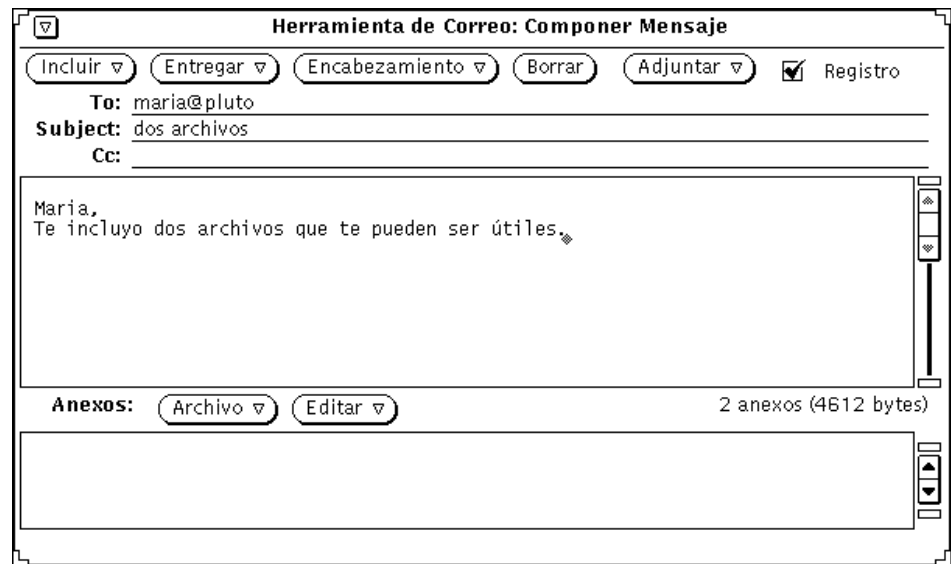 Herramienta de Correo: Componer Mensaje
Incluir Entregar Encabezamiento Borrar Adjuntar Registro
To: maria@pluto
Subject: dos archivos
Cc:
Maria,
Te incluyo dos archivos que te pueden ser útiles.
Anexos: Archivo Editar 2 anexos (4612 bytes)